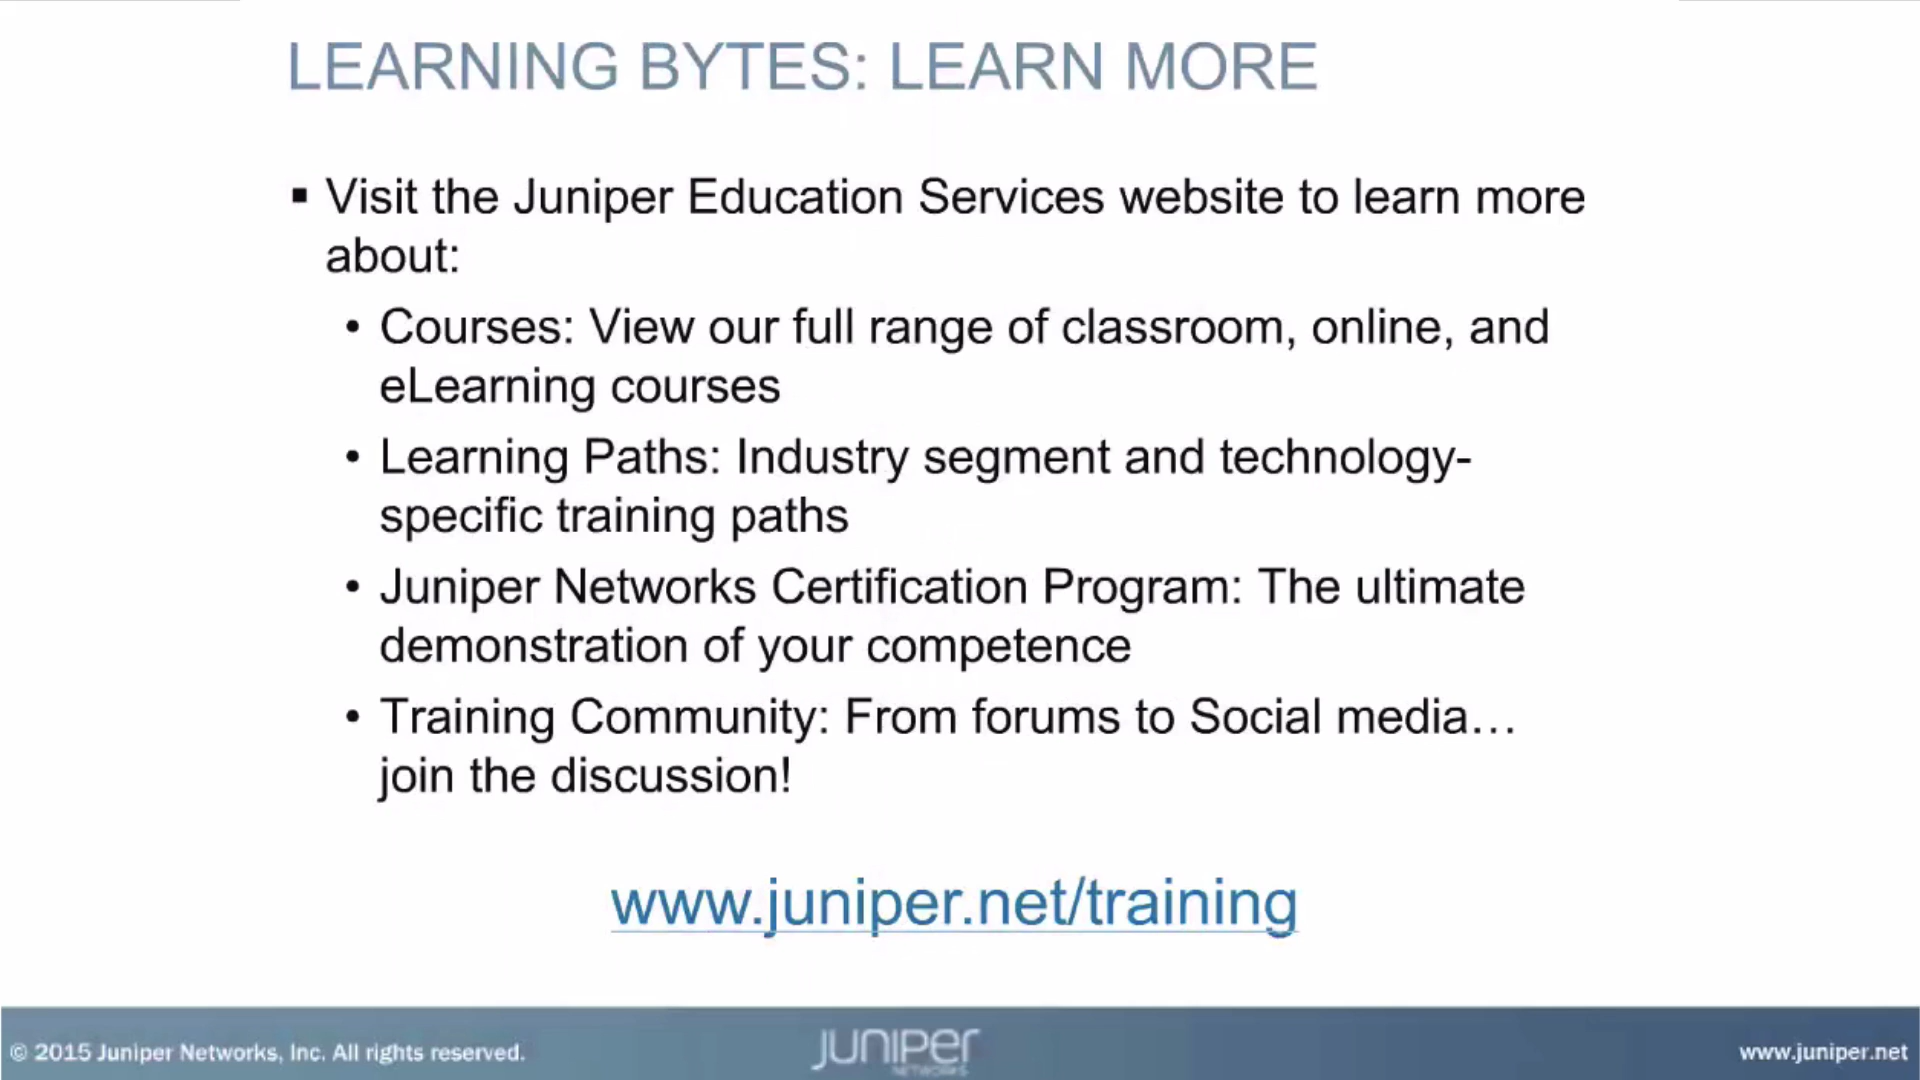 LEARNING BYTES: LEARN MORE
▪ Visit the Juniper Education Services website to learn more
about:
• Courses: View our full range of classroom, online, and
eLearning courses
• Learning Paths: Industry segment and technology-
specific training paths
• Juniper Networks Certification Program: The ultimate
demonstration of your competence
• Training Community: From forums to Social media…
join the discussion!
www.juniper.net/training
© 2015 Juniper Networks, Inc. All rights reserved.
JUNIPER
NETWORKS
www.juniper.net